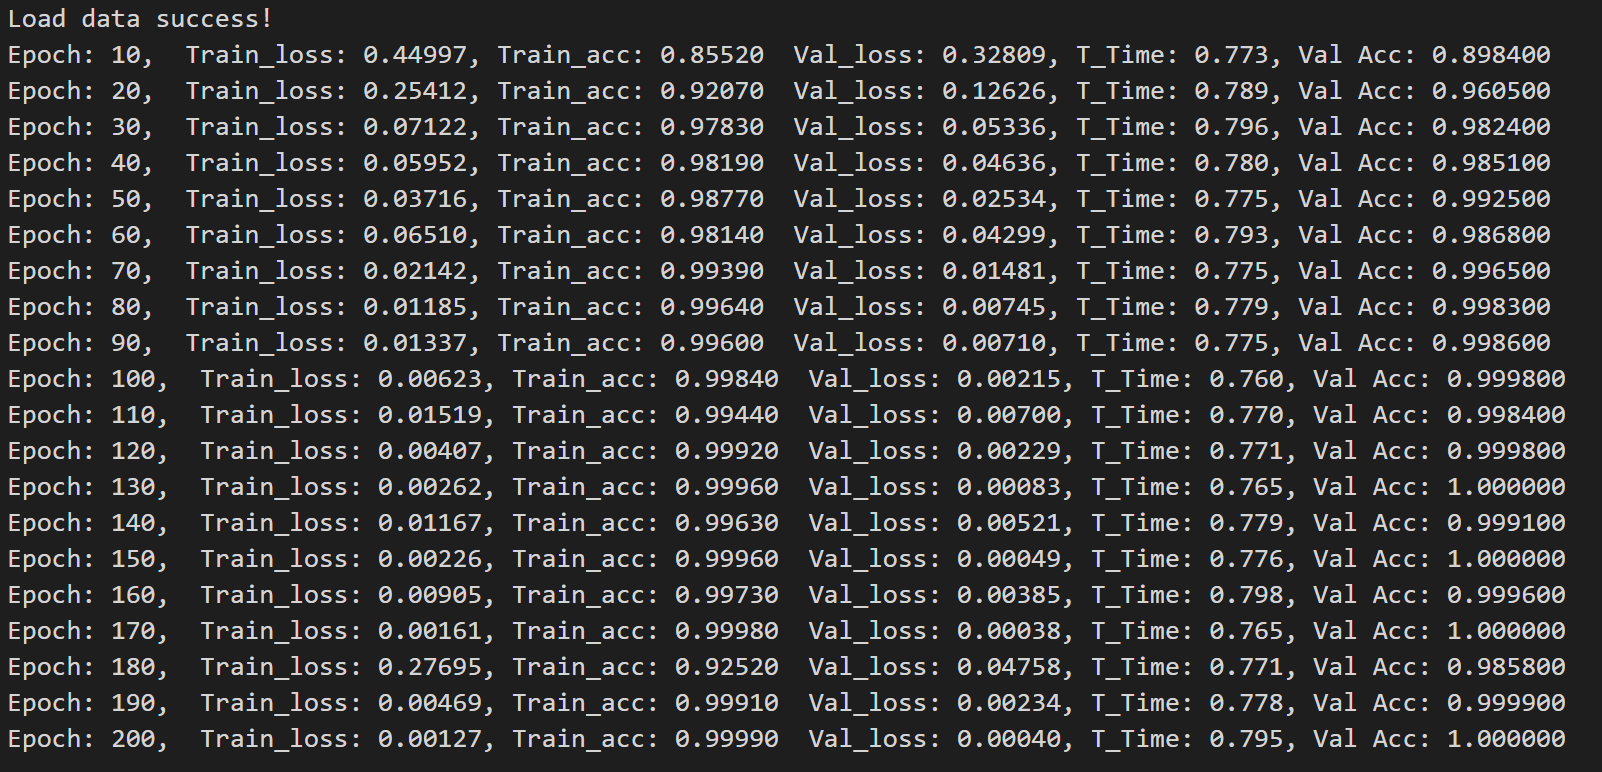 Load data success!
Epoch: 10,  Train_loss: 0.44997, Train_acc: 0.85520  Val_loss: 0.32809, T_Time: 0.773, Val Acc: 0.898400
Epoch: 20,  Train_loss: 0.25412, Train_acc: 0.92070  Val_loss: 0.12626, T_Time: 0.789, Val Acc: 0.960500
Epoch: 30,  Train_loss: 0.07122, Train_acc: 0.97830  Val_loss: 0.05336, T_Time: 0.796, Val Acc: 0.982400
Epoch: 40,  Train_loss: 0.05952, Train_acc: 0.98190  Val_loss: 0.04636, T_Time: 0.780, Val Acc: 0.985100
Epoch: 50,  Train_loss: 0.03716, Train_acc: 0.98770  Val_loss: 0.02534, T_Time: 0.775, Val Acc: 0.992500
Epoch: 60,  Train_loss: 0.06510, Train_acc: 0.98140  Val_loss: 0.04299, T_Time: 0.793, Val Acc: 0.986800
Epoch: 70,  Train_loss: 0.02142, Train_acc: 0.99390  Val_loss: 0.01481, T_Time: 0.775, Val Acc: 0.996500
Epoch: 80,  Train_loss: 0.01185, Train_acc: 0.99640  Val_loss: 0.00745, T_Time: 0.779, Val Acc: 0.998300
Epoch: 90,  Train_loss: 0.01337, Train_acc: 0.99600  Val_loss: 0.00710, T_Time: 0.775, Val Acc: 0.998600
Epoch: 100,  Train_loss: 0.00623, Train_acc: 0.99840  Val_loss: 0.00215, T_Time: 0.760, Val Acc: 0.999800
Epoch: 110,  Train_loss: 0.01519, Train_acc: 0.99440  Val_loss: 0.00700, T_Time: 0.770, Val Acc: 0.998400
Epoch: 120,  Train_loss: 0.00407, Train_acc: 0.99920  Val_loss: 0.00229, T_Time: 0.771, Val Acc: 0.999800
Epoch: 130,  Train_loss: 0.00262, Train_acc: 0.99960  Val_loss: 0.00083, T_Time: 0.765, Val Acc: 1.000000
Epoch: 140,  Train_loss: 0.01167, Train_acc: 0.99630  Val_loss: 0.00521, T_Time: 0.779, Val Acc: 0.999100
Epoch: 150,  Train_loss: 0.00226, Train_acc: 0.99960  Val_loss: 0.00049, T_Time: 0.776, Val Acc: 1.000000
Epoch: 160,  Train_loss: 0.00905, Train_acc: 0.99730  Val_loss: 0.00385, T_Time: 0.798, Val Acc: 0.999600
Epoch: 170,  Train_loss: 0.00161, Train_acc: 0.99980  Val_loss: 0.00038, T_Time: 0.765, Val Acc: 1.000000
Epoch: 180,  Train_loss: 0.27695, Train_acc: 0.92520  Val_loss: 0.04758, T_Time: 0.771, Val Acc: 0.985800
Epoch: 190,  Train_loss: 0.00469, Train_acc: 0.99910  Val_loss: 0.00234, T_Time: 0.778, Val Acc: 0.999900
Epoch: 200,  Train_loss: 0.00127, Train_acc: 0.99990  Val_loss: 0.00040, T_Time: 0.795, Val Acc: 1.000000